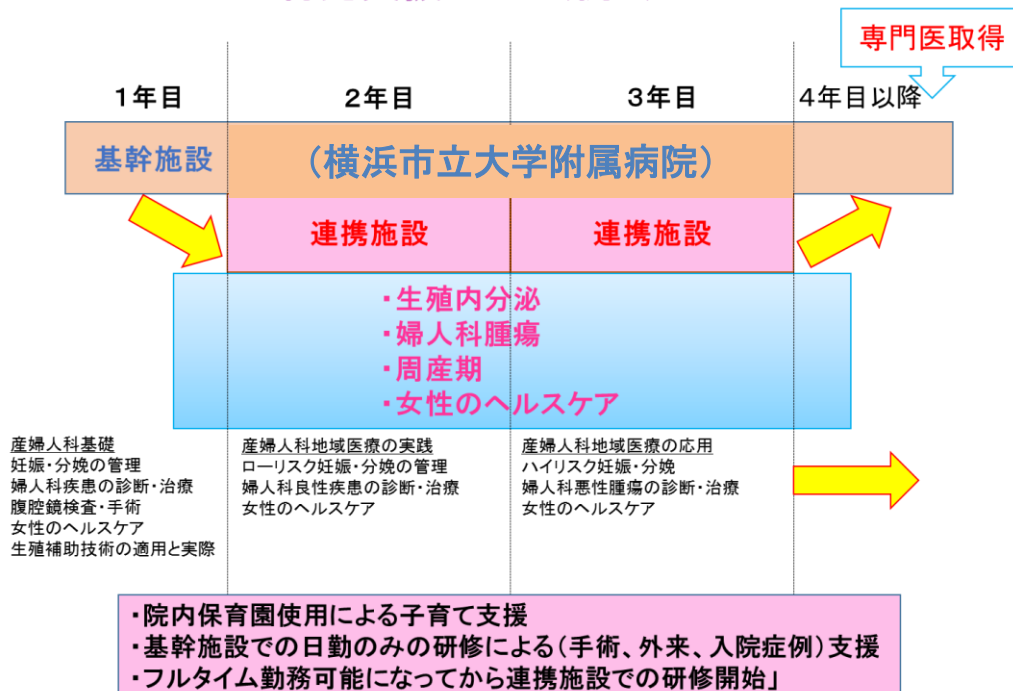 専門医取得
1年目
2年目
3年目
4年目以降
基幹施設
(横浜市立大学附属病院)
連携施設
連携施設
・生殖内分泌
・婦人科腫瘍
・周産期
・女性のヘルスケア
産婦人科基礎
妊娠・分娩の管理
婦人科疾患の診断・治療
腹腔鏡検査・手術
女性のヘルスケア
生殖補助技術の適用と実際
産婦人科地域医療の実践
ローリスク妊娠・分娩の管理
婦人科良性疾患の診断・治療
女性のヘルスケア
産婦人科地域医療の応用
ハイリスク妊娠・分娩
婦人科悪性腫瘍の診断・治療
女性のヘルスケア
・院内保育園使用による子育て支援
・基幹施設での日勤のみの研修による(手術、外来、入院症例)支援
・フルタイム勤務可能になってから連携施設での研修開始」